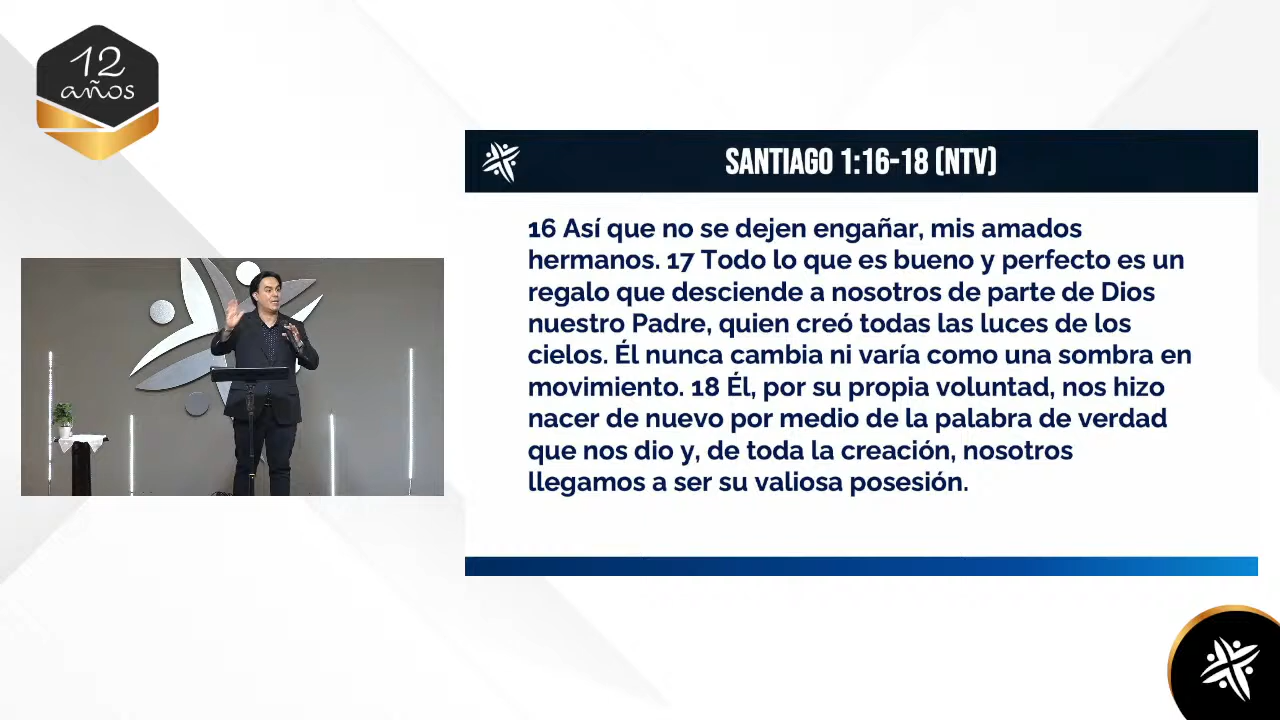 12
años
SANTIAGO 1:16-18 (NTV)
16 Así que no se dejen engañar, mis amados
hermanos. 17 Todo lo que es bueno y perfecto es un
regalo que desciende a nosotros de parte de Dios
nuestro Padre, quien creó todas las luces de los
cielos. Él nunca cambia ni varía como una sombra en
movimiento. 18 Él, por su propia voluntad, nos hizo
nacer de nuevo por medio de la palabra de verdad
que nos dio y, de toda la creación, nosotros
llegamos a ser su valiosa posesión.